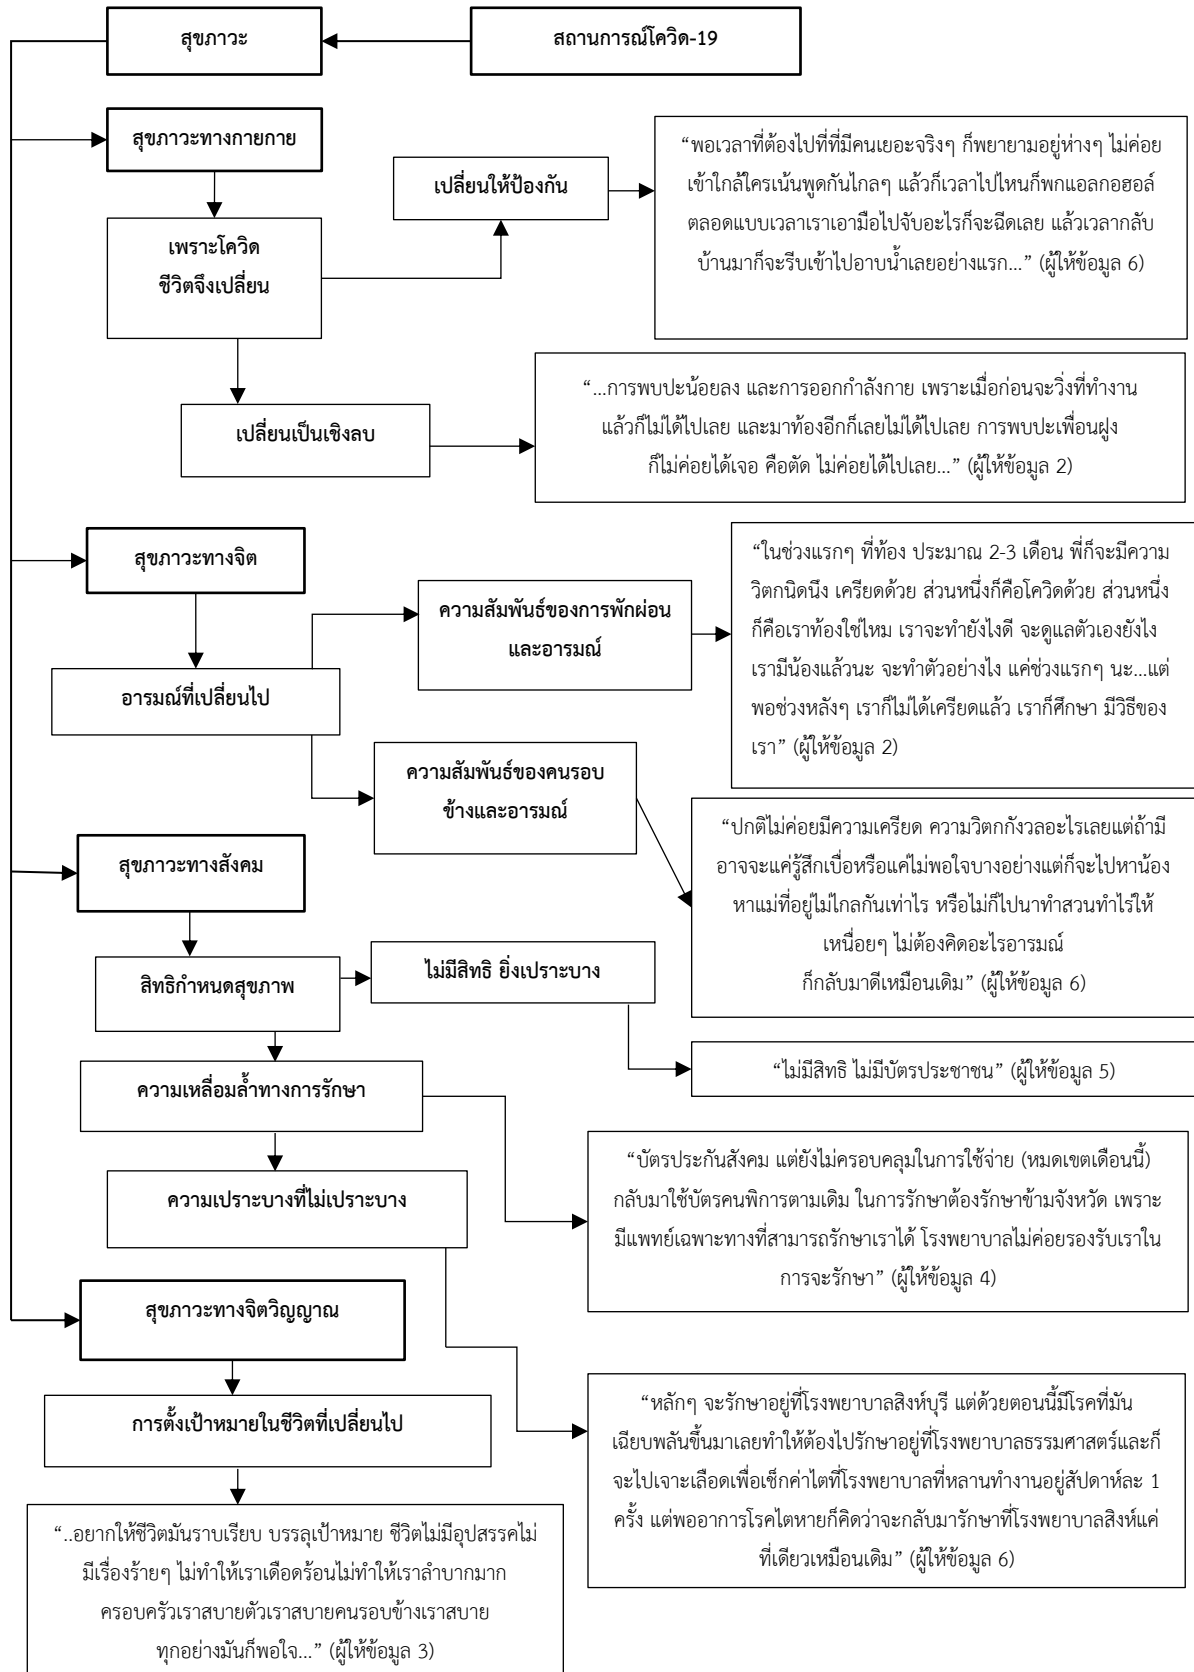 สุขภาวะ
สถานการณ์โควิด-19
สุขภาวะทางกายกาย
เปลี่ยนให้ป้องกัน
“พอเวลาที่ต้องไปที่ที่มีคนเยอะจริงๆ ก็พยายามอยู่ห่างๆ ไม่ค่อย
เข้าใกล้ใครเน้นพูดกันไกลๆ แล้วก็เวลาไปไหนก็พกแอลกอฮอล์
ตลอดแบบเวลาเราเอามือไปจับอะไรก็จะฉีดเลย แล้วเวลากลับ
บ้านมาก็จะรีบเข้าไปอาบน้ำเลยอย่างแรก...” (ผู้ให้ข้อมูล 6)
เพราะโควิด
ชีวิตจึงเปลี่ยน
เปลี่ยนเป็นเชิงลบ
“...การพบปะน้อยลง และการออกกำลังกาย เพราะเมื่อก่อนจะวิ่งที่ทำงาน
แล้วก็ไม่ได้ไปเลย และมาท้องอีกก็เลยไม่ได้ไปเลย การพบปะเพื่อนฝูง
ก็ไม่ค่อยได้เจอ คือตัด ไม่ค่อยได้ไปเลย...” (ผู้ให้ข้อมูล 2)
สุขภาวะทางจิต
ความสัมพันธ์ของการพักผ่อน
และอารมณ์
“ในช่วงแรกๆ ที่ท้อง ประมาณ 2-3 เดือน พี่ก็จะมีความ
วิตกนิดนึง เครียดด้วย ส่วนหนึ่งก็คือโควิดด้วย ส่วนหนึ่ง
ก็คือเราท้องใช่ไหม เราจะทำยังไงดี จะดูแลตัวเองยังไง
เรามีน้องแล้วนะ จะทำตัวอย่างไง แค่ช่วงแรกๆ นะ...แต่
พอช่วงหลังๆ เราก็ไม่ได้เครียดแล้ว เราก็ศึกษา มีวิธีของ
เรา” (ผู้ให้ข้อมูล 2)
อารมณ์ที่เปลี่ยนไป
ความสัมพันธ์ของคนรอบ
ข้างและอารมณ์
“ปกติไม่ค่อยมีความเครียด ความวิตกกังวลอะไรเลยแต่ถ้ามี
อาจจะแค่รู้สึกเบื่อหรือแค่ไม่พอใจบางอย่างแต่ก็จะไปหาน้อง
หาแม่ที่อยู่ไม่ไกลกันเท่าไร หรือไม่ก็ไปนาทำสวนทำไร่ให้
เหนื่อยๆ ไม่ต้องคิดอะไรอารมณ์
ก็กลับมาดีเหมือนเดิม” (ผู้ให้ข้อมูล 6)
สุขภาวะทางสังคม
สิทธิกำหนดสุขภาพ
ไม่มีสิทธิ ยิ่งเปราะบาง
“ไม่มีสิทธิ ไม่มีบัตรประชาชน” (ผู้ให้ข้อมูล 5)
ความเหลื่อมล้ำทางการรักษา
“บัตรประกันสังคม แต่ยังไม่ครอบคลุมในการใช้จ่าย (หมดเขตเดือนนี้)
กลับมาใช้บัตรคนพิการตามเดิม ในการรักษาต้องรักษาข้ามจังหวัด เพราะ
มีแพทย์เฉพาะทางที่สามารถรักษาเราได้ โรงพยาบาลไม่ค่อยรองรับเราใน
การจะรักษา” (ผู้ให้ข้อมูล 4)
ความเปราะบางที่ไม่เปราะบาง
สุขภาวะทางจิตวิญญาณ
“หลักๆ จะรักษาอยู่ที่โรงพยาบาลสิงห์บุรี แต่ด้วยตอนนี้มีโรคที่มัน
เฉียบพลันขึ้นมาเลยทำให้ต้องไปรักษาอยู่ที่โรงพยาบาลธรรมศาสตร์และก็
จะไปเจาะเลือดเพื่อเช็กค่าไตที่โรงพยาบาลที่หลานทำงานอยู่สัปดาห์ละ 1
ครั้ง แต่พออาการโรคไตหายก็คิดว่าจะกลับมารักษาที่โรงพยาบาลสิงห์แค่
ที่เดียวเหมือนเดิม” (ผู้ให้ข้อมูล 6)
การตั้งเป้าหมายในชีวิตที่เปลี่ยนไป
“..อยากให้ชีวิตมันราบเรียบ บรรลุเป้าหมาย ชีวิตไม่มีอุปสรรคไม่
มีเรื่องร้ายๆ ไม่ทำให้เราเดือดร้อนไม่ทำให้เราลำบากมาก
ครอบครัวเราสบายตัวเราสบายคนรอบข้างเราสบาย
ทุกอย่างมันก็พอใจ...” (ผู้ให้ข้อมูล 3)